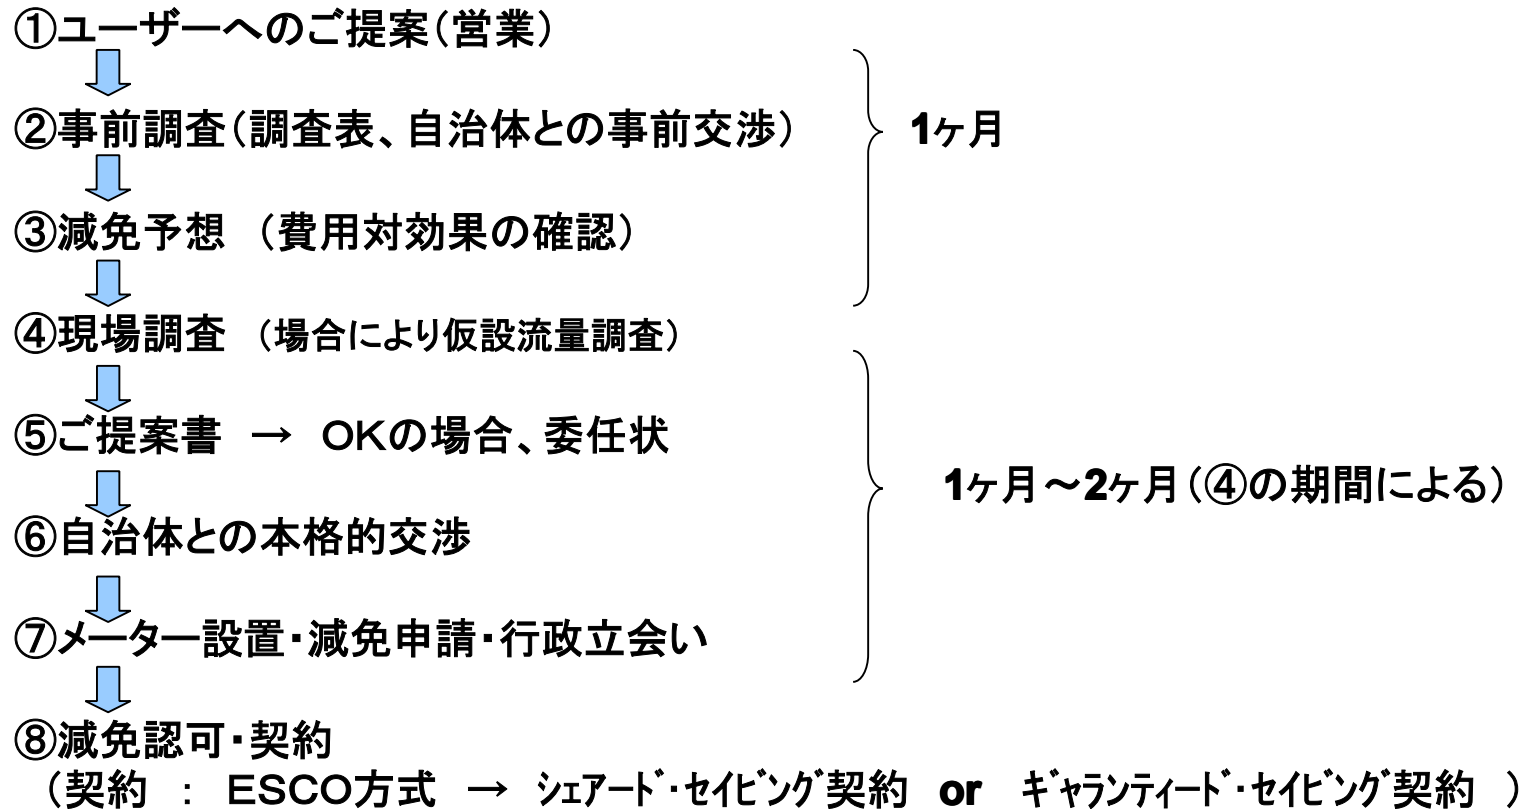 ①ユーザーへのご提案（営業）
②事前調査（調査表、自治体との事前交渉）
1ヶ月
③減免予想　（費用対効果の確認）
④現場調査　（場合により仮設流量調査）
⑤ご提案書　→　ＯＫの場合、委任状
1ヶ月～2ヶ月（④の期間による）
⑥自治体との本格的交渉
⑦メーター設置・減免申請・行政立会い
⑧減免認可・契約
（契約　：　ＥＳＣＯ方式　→　ｼｪｱｰﾄﾞ・ｾｲﾋﾞﾝｸﾞ契約　or　ｷﾞｬﾗﾝﾃｨｰﾄﾞ・ｾｲﾋﾞﾝｸﾞ契約　）